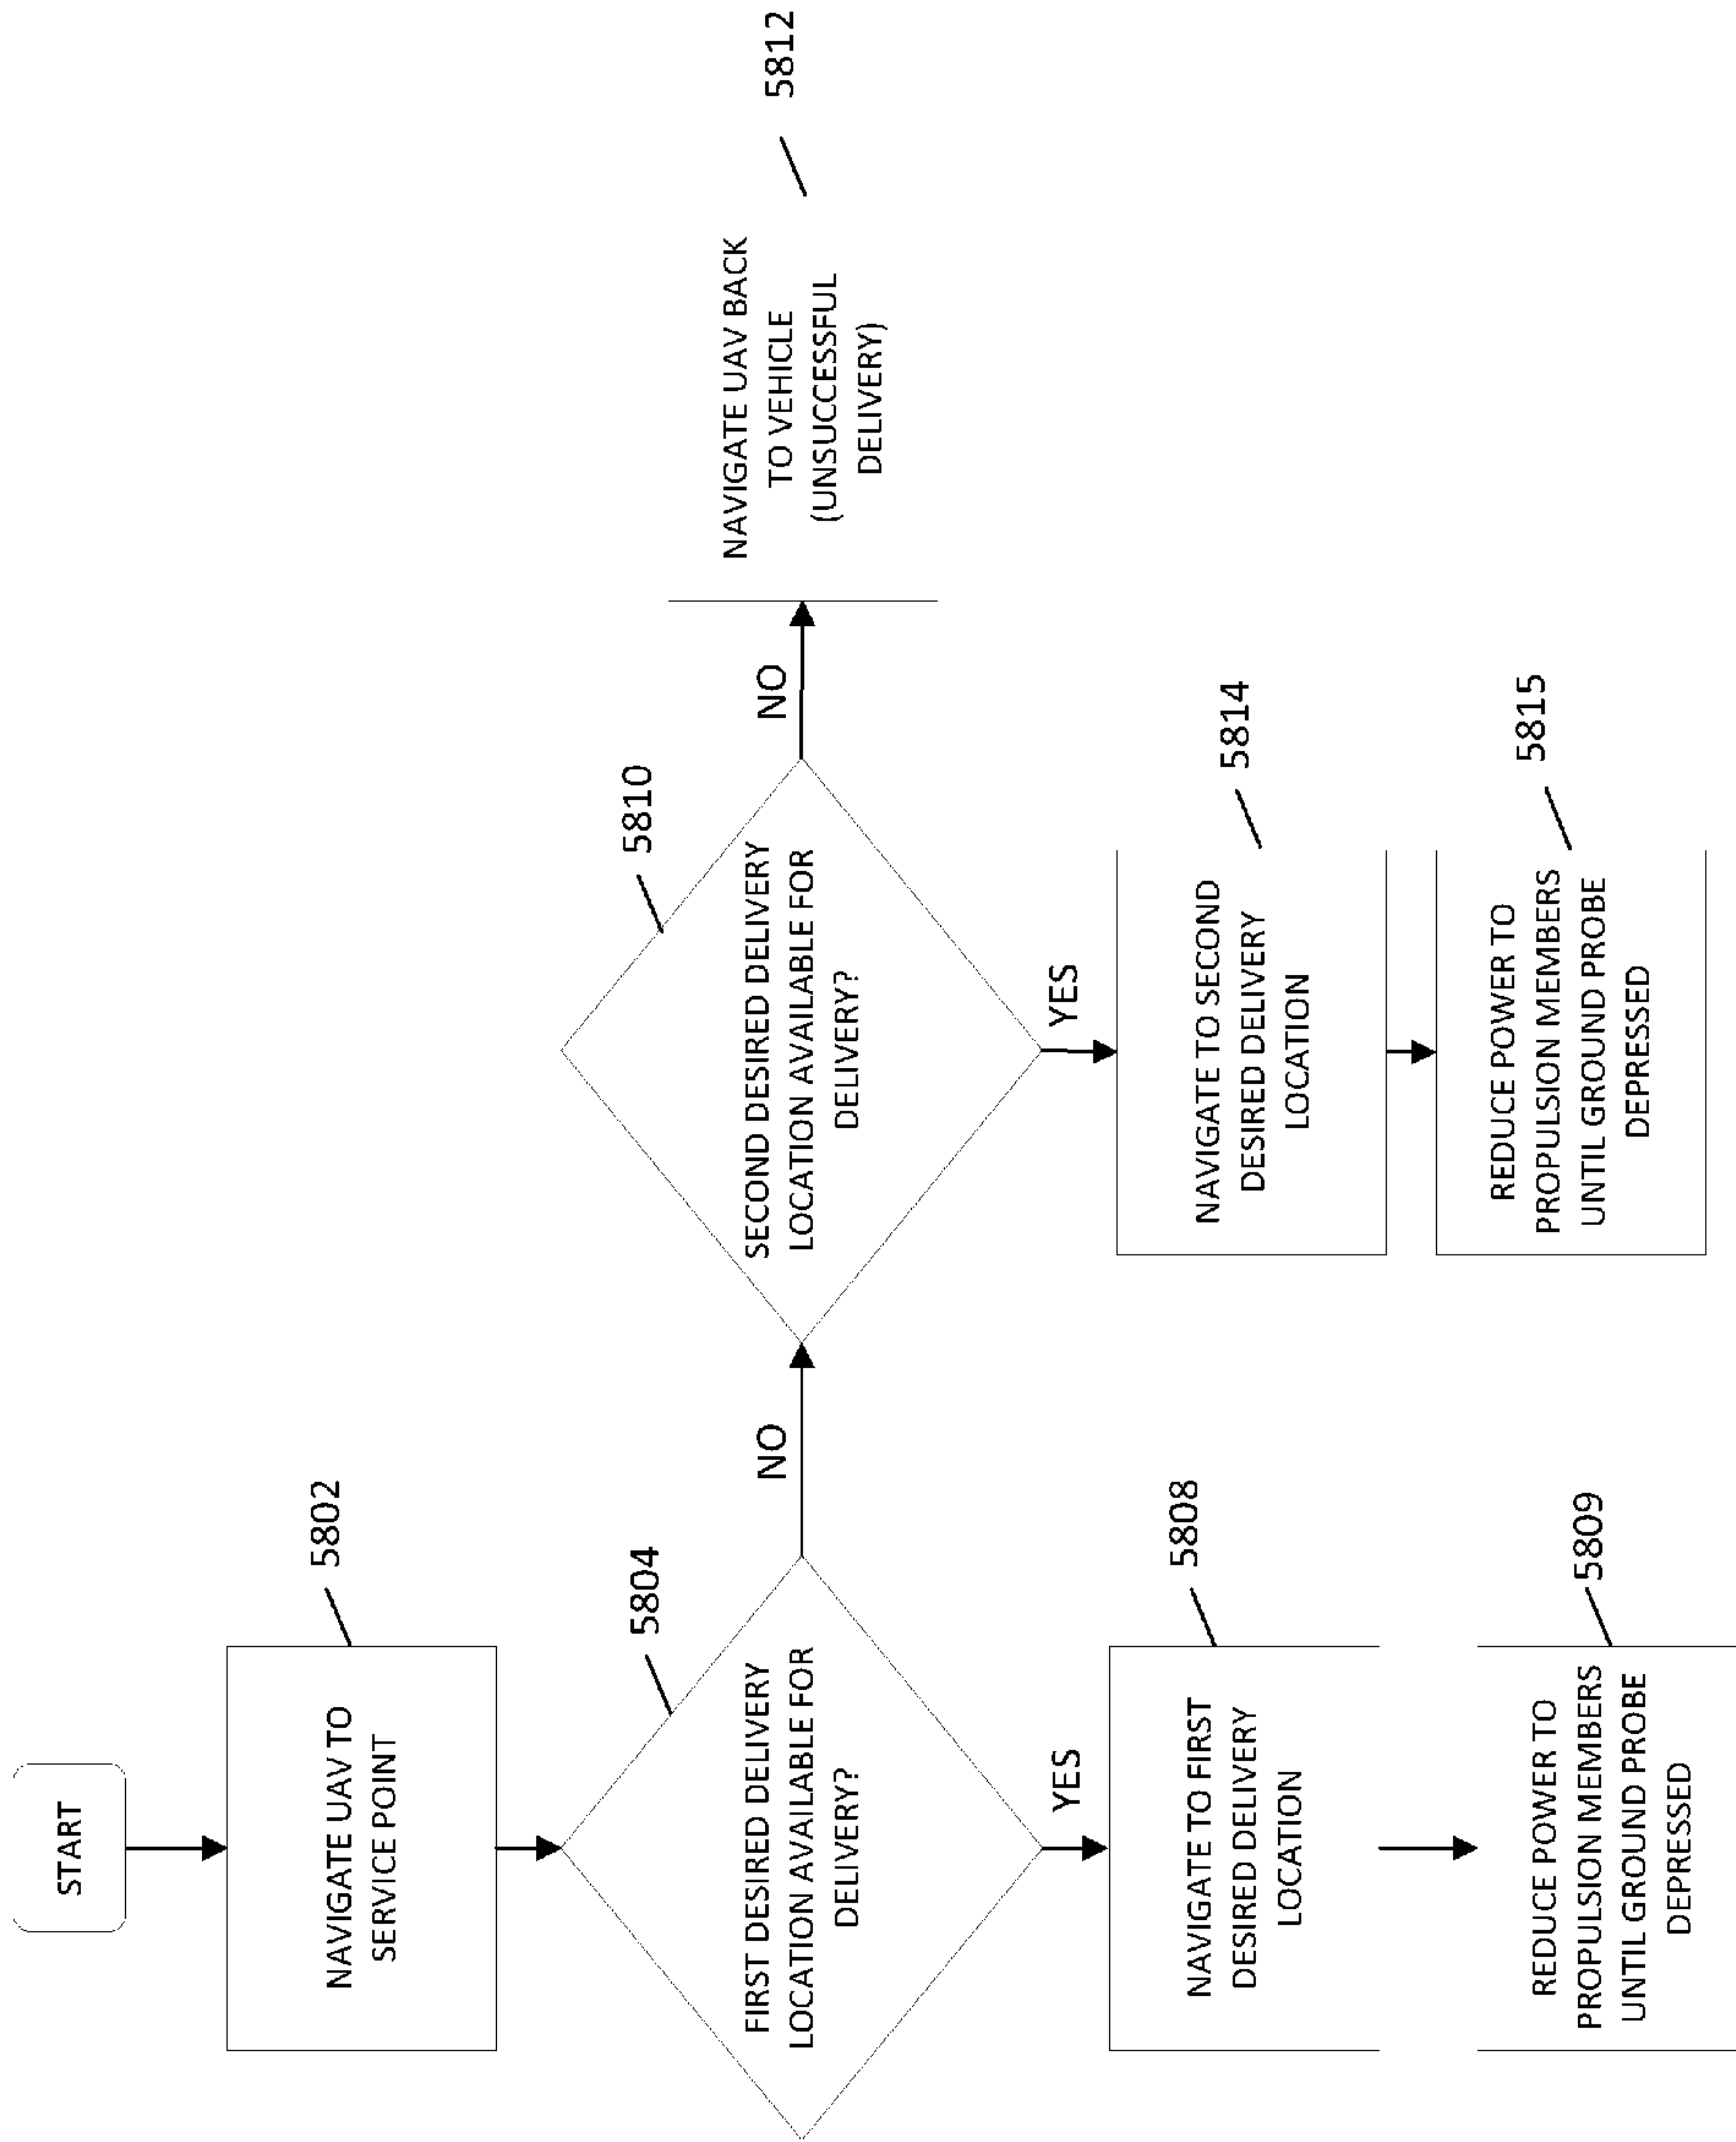 START
5802
NAVIGATE UAV TO
SERVICE POINT
5804
FIRST DESIRED DELIVERY
LOCATION AVAILABLE FOR
DELIVERY?
NO
5810
SECOND DESIRED DELIVERY
LOCATION AVAILABLE FOR
DELIVERY?
NO
5812
NAVIGATE UAV BACK
TO VEHICLE
(UNSUCCESSFUL
DELIVERY)
YES
5808
NAVIGATE TO FIRST
DESIRED DELIVERY
LOCATION
5809
REDUCE POWER TO
PROPULSION MEMBERS
UNTIL GROUND PROBE
DEPRESSED
YES
5814
NAVIGATE TO SECOND
DESIRED DELIVERY
LOCATION
5815
REDUCE POWER TO
PROPULSION MEMBERS
UNTIL GROUND PROBE
DEPRESSED